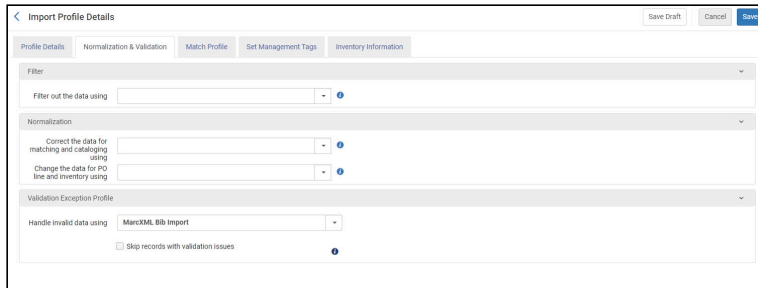 Import Profile Details
Save Draft
Cancel
Save
Profile Details
Normalization & Validation
Match Profile
Set Management Tags
Inventory Information
Filter
Filter out the data using
Normalization
Correct the data for
matching and cataloging
using
Change the data for PO
line and inventory using
Validation Exception Profile
Handle invalid data using
MarcXML Bib Import
Skip records with validation issues